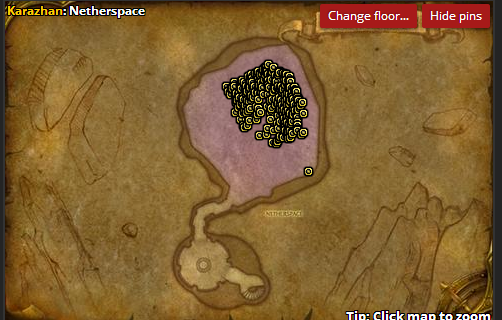 Karazhan: Netherspace
Change floor...
Hide pins
NETHERSPACE
Tip: Click map to zoom